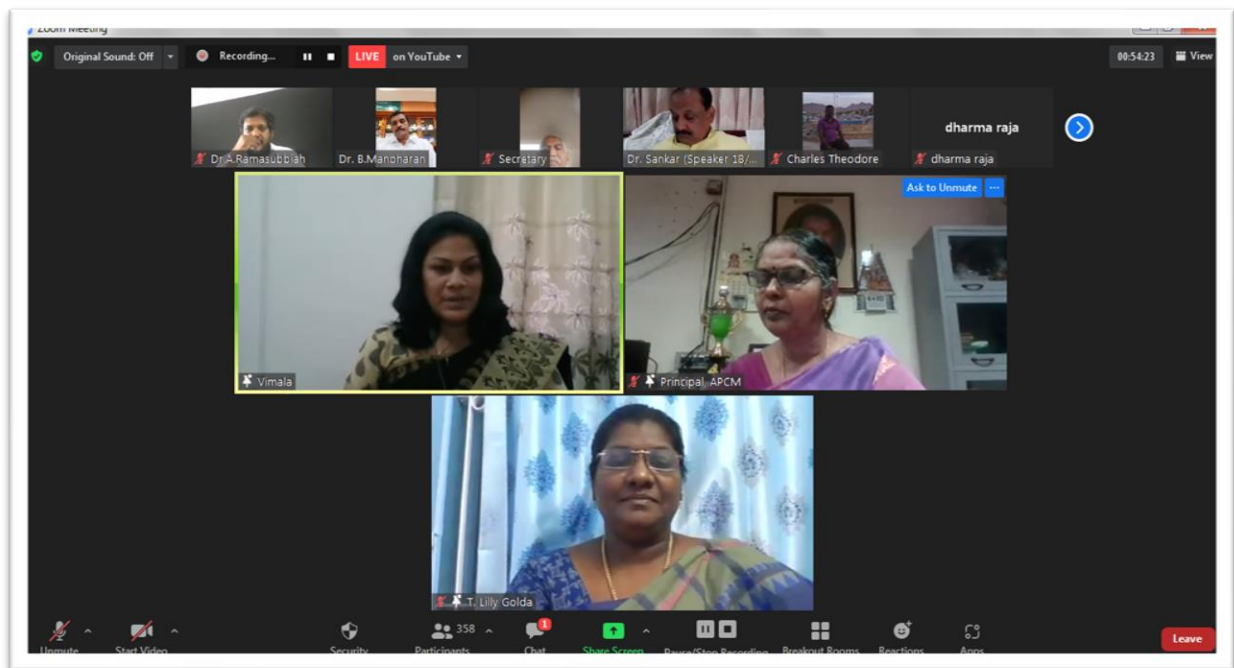 Zoom Meeting
Original Sound: Off
Recording...
LIVE on YouTube
00:54:23
View
Dr.A.Ramasubbiah
Dr. B.Manoharan
Secretary
Dr. Sankar (Speaker 18/...
Charles Theodore
dharma raja
dharma raja
Ask to Unmute
...
Vimala
Principal, APCM
T. Lilly Golda
Unmute
Start Video
Security
358
Participants
1
Chat
Share Screen
Pause/Stop Recording
Breakout Rooms
Reactions
Apps
Leave